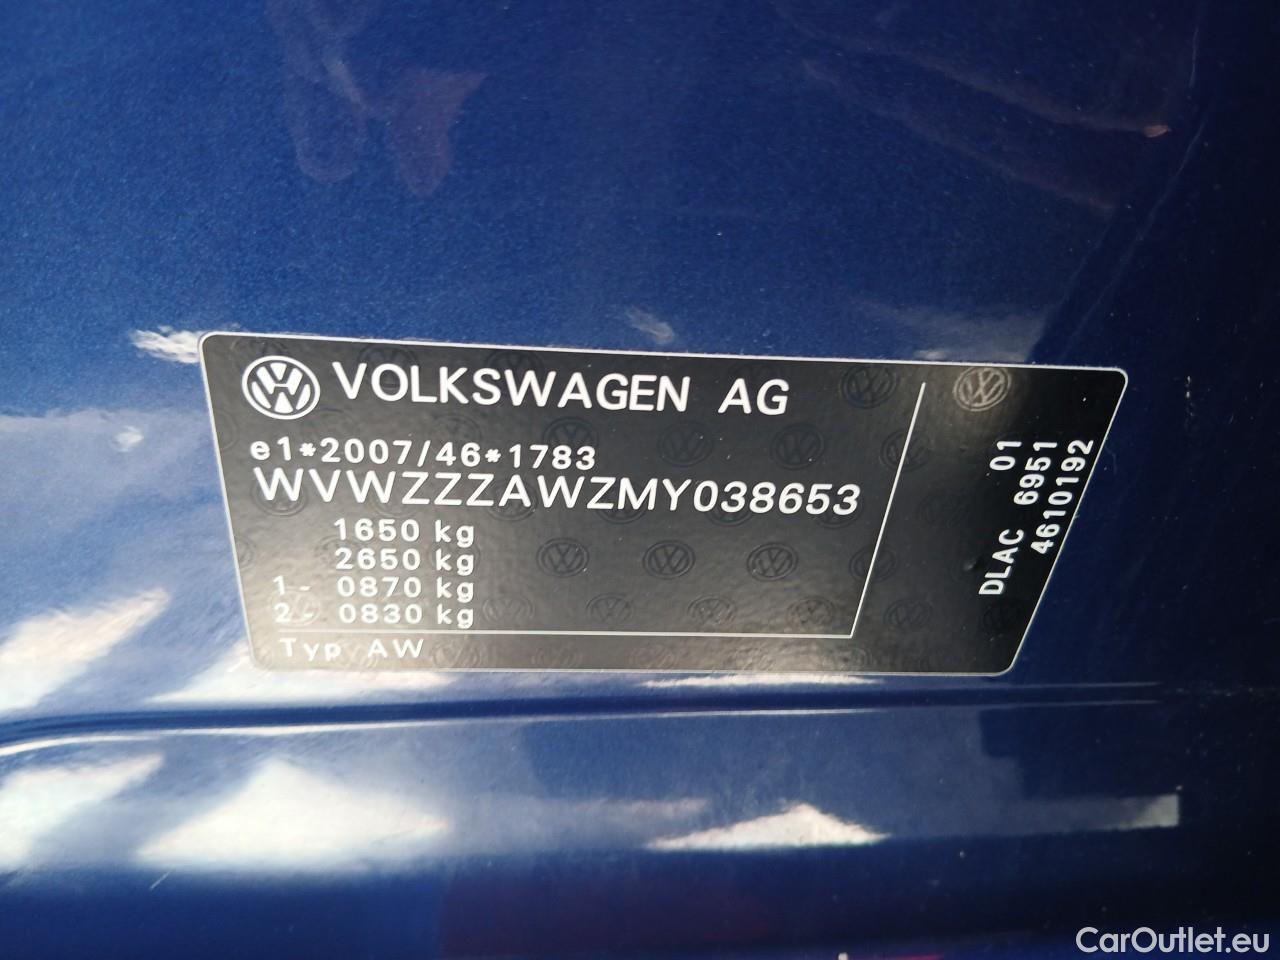 VOLKSWAGEN AG
e1*2007/46*1783
WVWZZZAWZMY038653
1650 kg
2650 kg
1- 0870 kg
2- 0830 kg
Typ AW
01
DLAC 6951
4610192
CarOutlet.eu